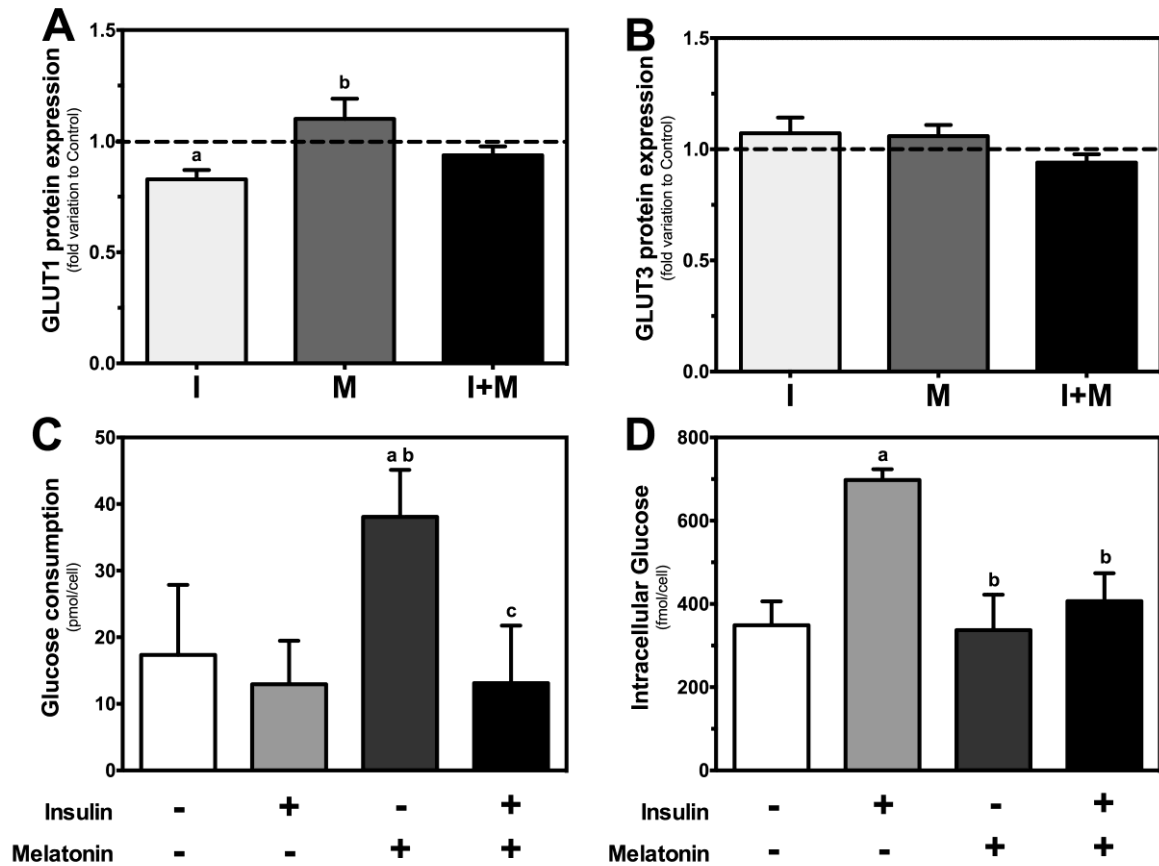 A
GLUT1 protein expression
(fold variation to Control)
1.5
1.0
0.5
0.0
a
b
I
M
I+M
B
GLUT3 protein expression
(fold variation to Control)
1.5
1.0
0.5
0.0
I
M
I+M
C
Glucose consumption
(pmol/cell)
50
40
30
20
10
0
a b
c
D
Intracellular Glucose
(fmol/cell)
800
600
400
200
0
a
b
b
Insulin - + - +
Melatonin - - + +
Insulin - + - +
Melatonin - - + +